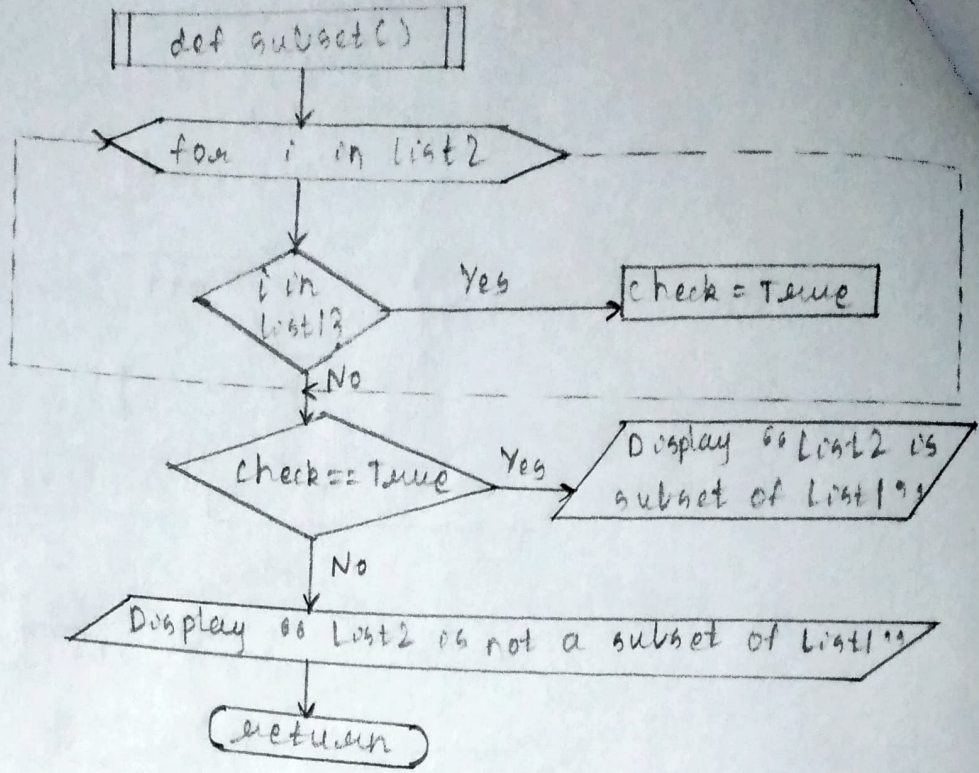 def subset()
for i in list2
i in
list1?
Yes
check = True
No
check == True
Yes
Display “ List2 is
subset of List1”
No
Display “ List2 is not a subset of List1”
return